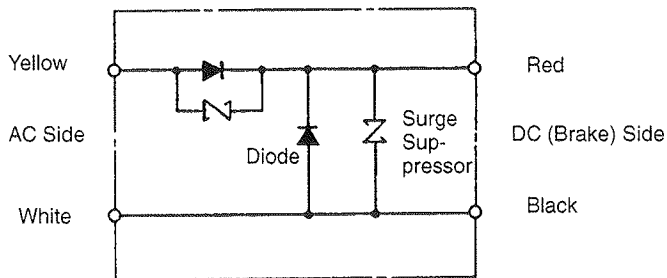 Yellow
Red
AC Side
Diode
Surge
Sup-
pressor
DC (Brake) Side
White
Black